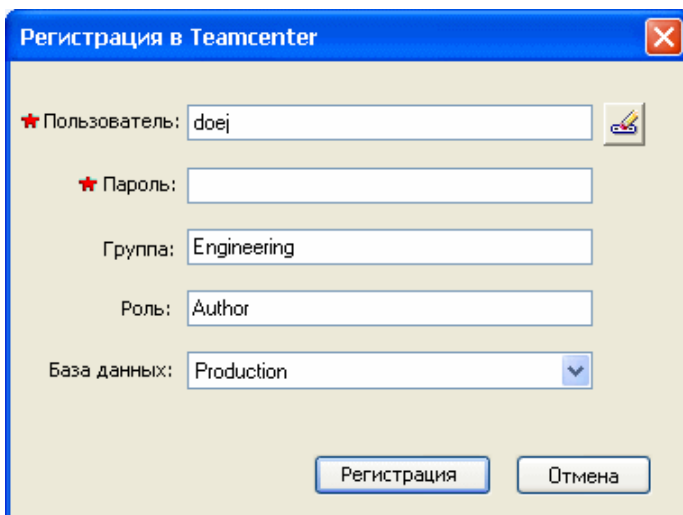 Регистрация в Teamcenter
Пользователь: doej
Пароль:
Группа: Engineering
Роль: Author
База данных: Production
Регистрация Отмена